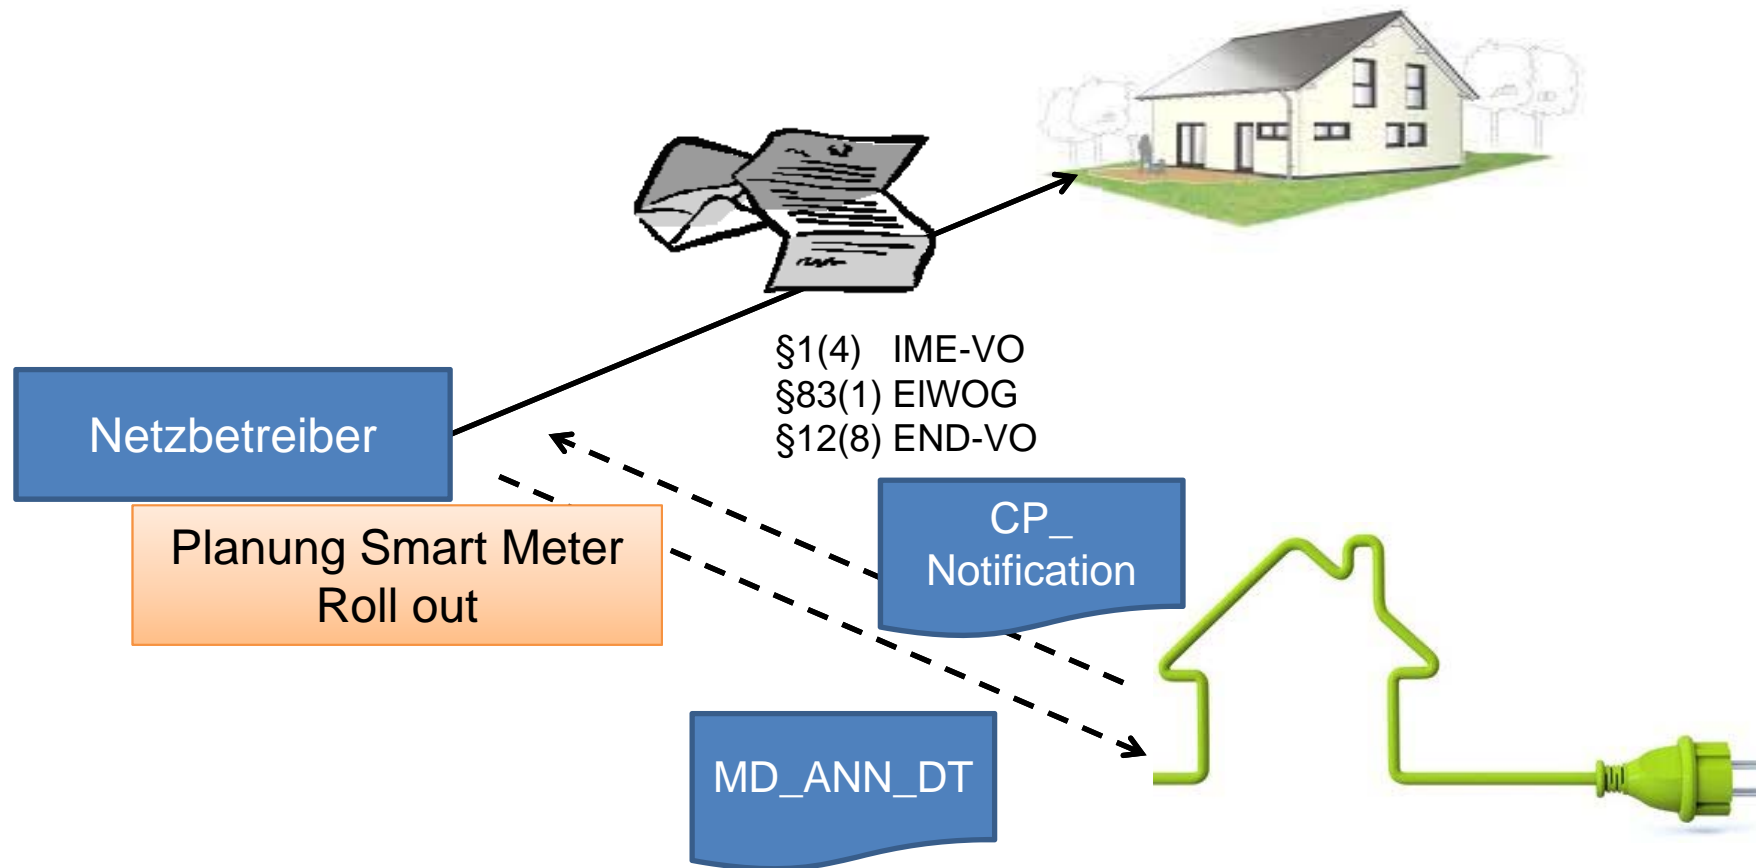 §1(4) IME-VO
§83(1) ElWOG
§12(8) END-VO
Netzbetreiber
Planung Smart Meter
Roll out
CP_
Notification
MD_ANN_DT